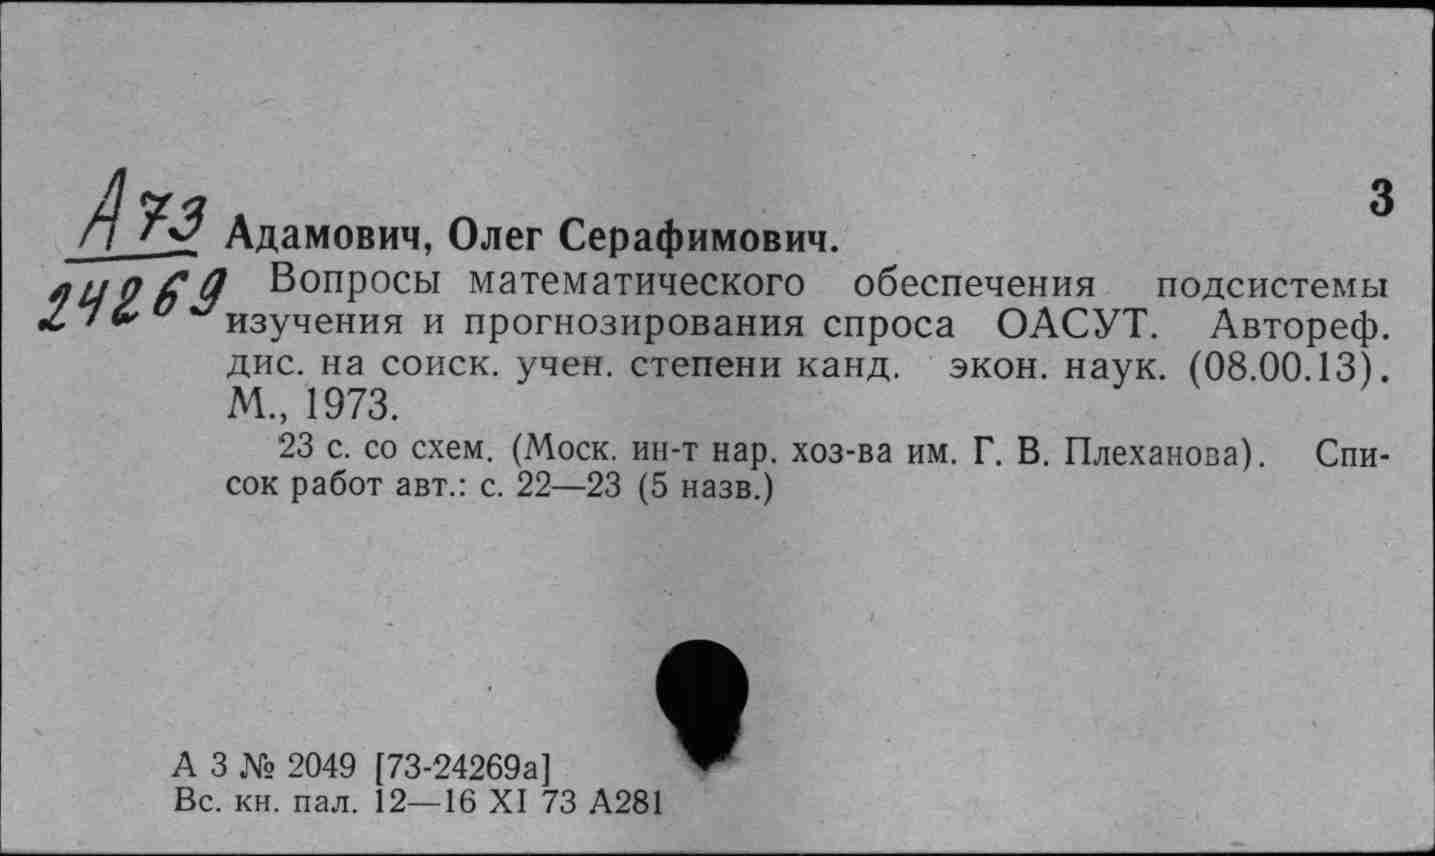 3
А73
24269
Адамович, Олег Серафимович.
Вопросы математического обеспечения подсистемы
изучения и прогнозирования спроса ОАСУТ. Автореф.
дис. на соиск. учен. степени канд. экон. наук. (08.00.13).
М., 1973.
23 с. со схем. (Моск. ин-т нар. хоз-ва им. Г. В. Плеханова). Спи-
сок работ авт.: с. 22—23 (5 назв.)
А 3 № 2049 [73-24269а]
Вс. кн. пал. 12—16 XI 73 А281